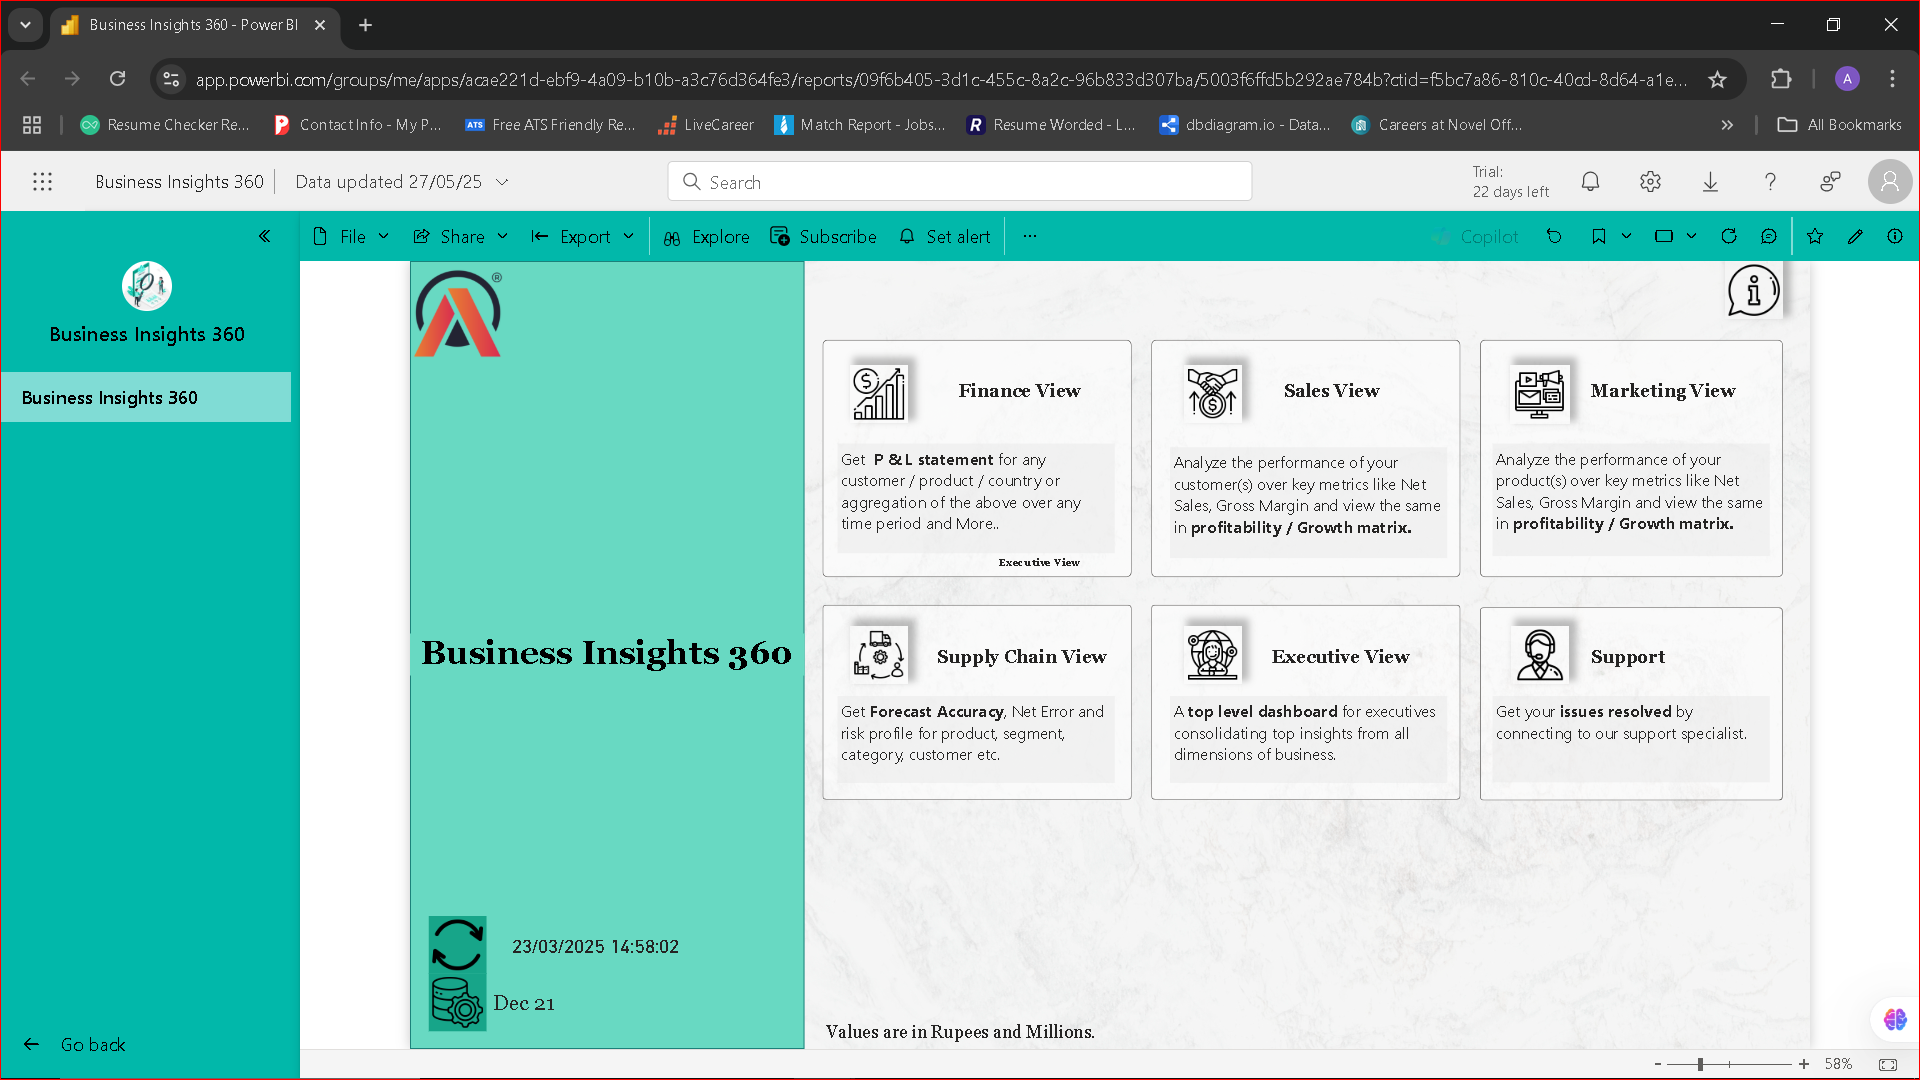 Business Insights 360 - Power BI
app.powerbi.com/groups/me/apps/acae221d-ebf9-4a09-b10b-a3c76d364fe3/reports/09f6b405-3d1c-455c-8a2c-96b833d307ba/5003f6ffd5b292ae784b?ctid=f5bc7a86-810c-40cd-8d64-a1e...
A
Resume Checker Re... Contact Info - My P... ATS Free ATS Friendly Re... LiveCareer Match Report - Jobs... R Resume Worded - L... dbdiagram.io - Data... Careers at Novel Off... All Bookmarks
Business Insights 360 Data updated 27/05/25 Search Trial:
22 days left
File Share Export Explore Subscribe Set alert ... Copilot
Business Insights 360
Business Insights 360
Go back
®
Business Insights 360
23/03/2025 14:58:02
Dec 21
Finance View
Get P & L statement for any
customer / product / country or
aggregation of the above over any
time period and More..
Executive View
Sales View
Analyze the performance of your
customer(s) over key metrics like Net
Sales, Gross Margin and view the same
in profitability / Growth matrix.
Marketing View
Analyze the performance of your
product(s) over key metrics like Net
Sales, Gross Margin and view the same
in profitability / Growth matrix.
Supply Chain View
Get Forecast Accuracy, Net Error and
risk profile for product, segment,
category, customer etc.
Executive View
A top level dashboard for executives
consolidating top insights from all
dimensions of business.
Support
Get your issues resolved by
connecting to our support specialist.
Values are in Rupees and Millions.
- + 58%